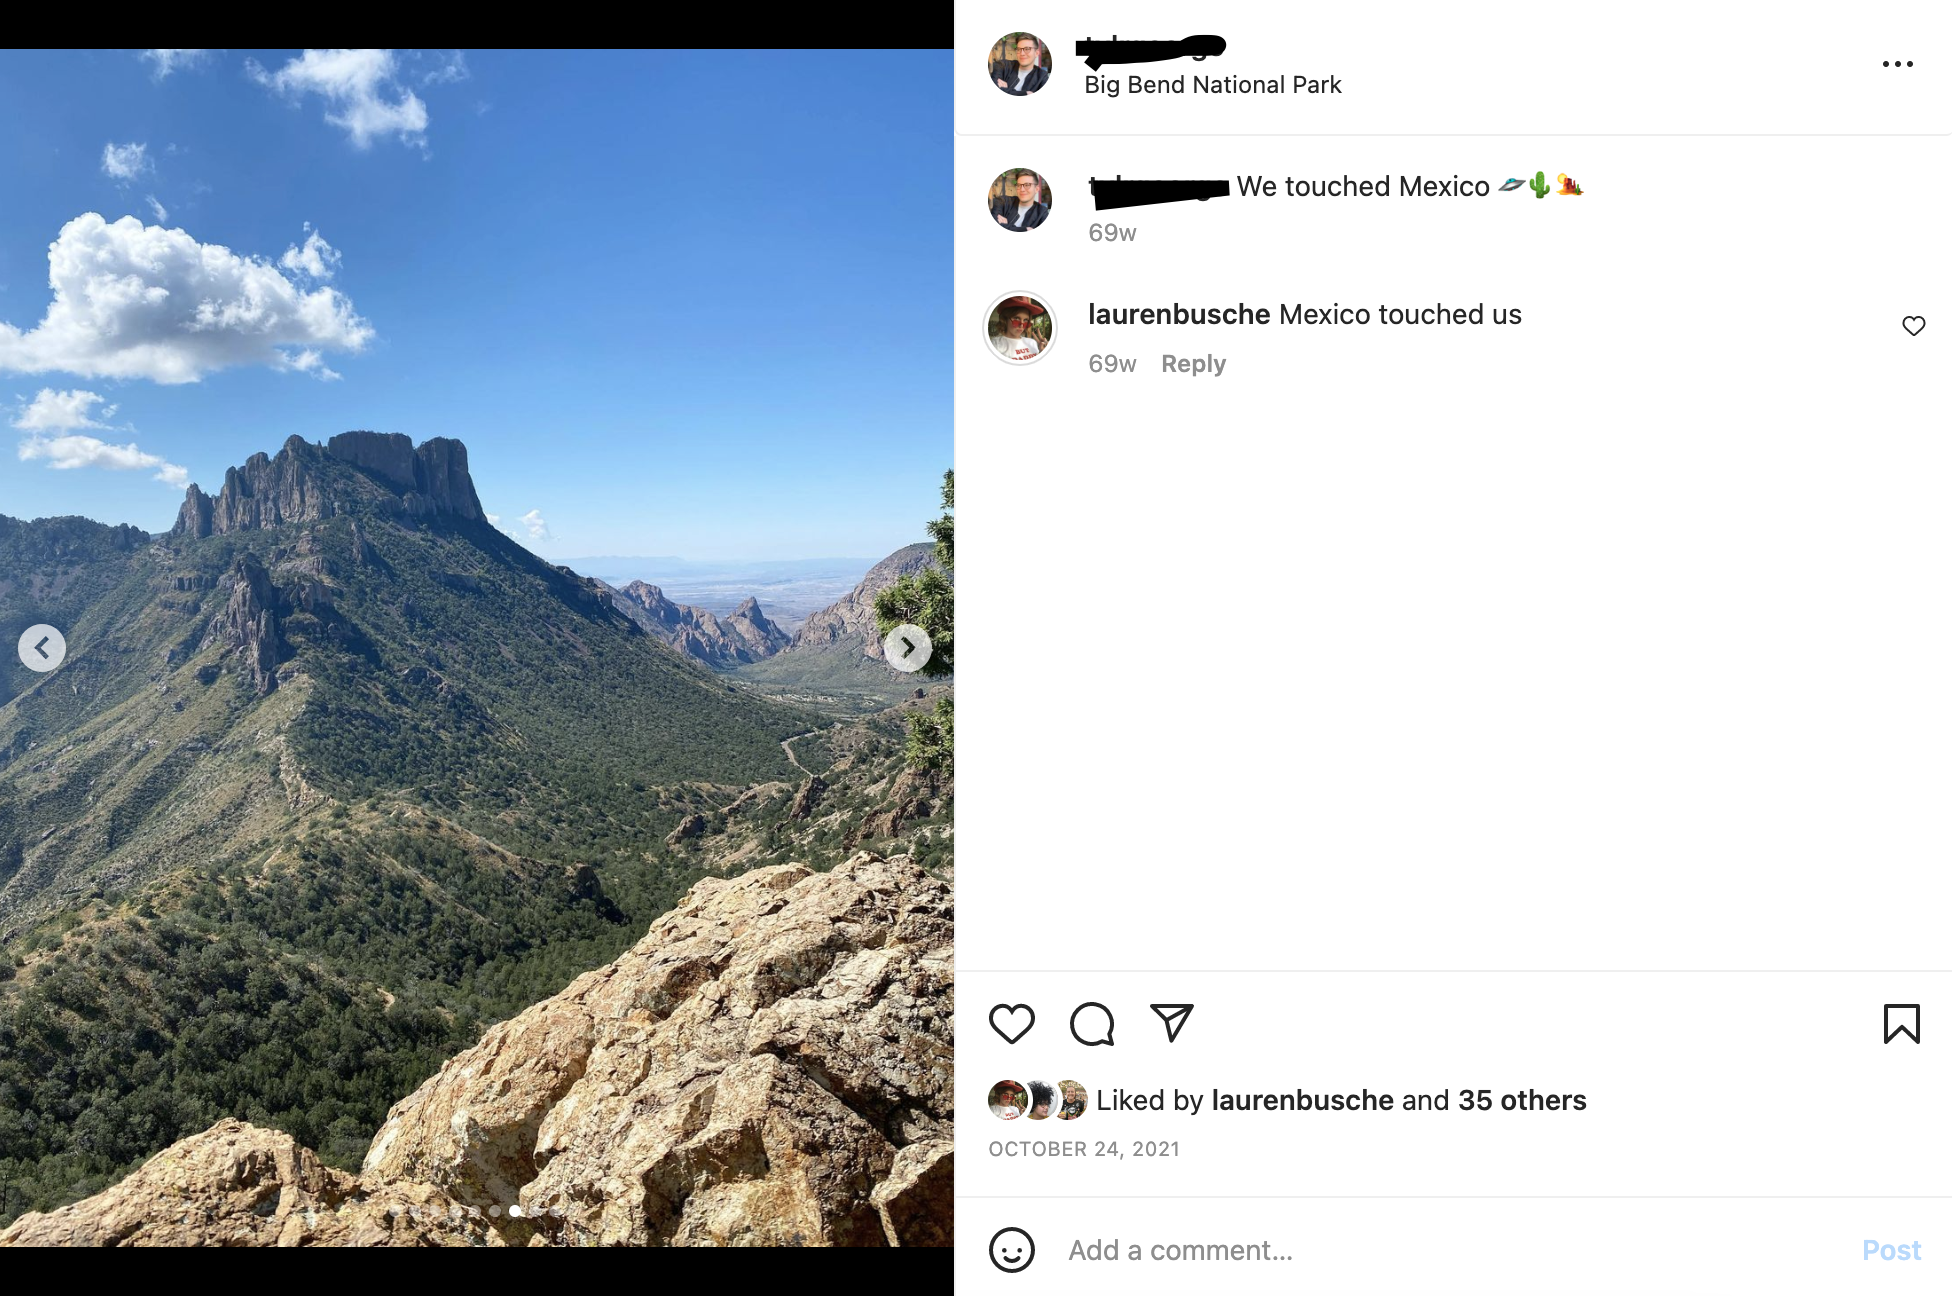 Big Bend National Park
We touched Mexico 🛸🌵🏜️
69w
laurenbusche Mexico touched us
69w Reply
Liked by laurenbusche and 35 others
OCTOBER 24, 2021
Add a comment...
Post